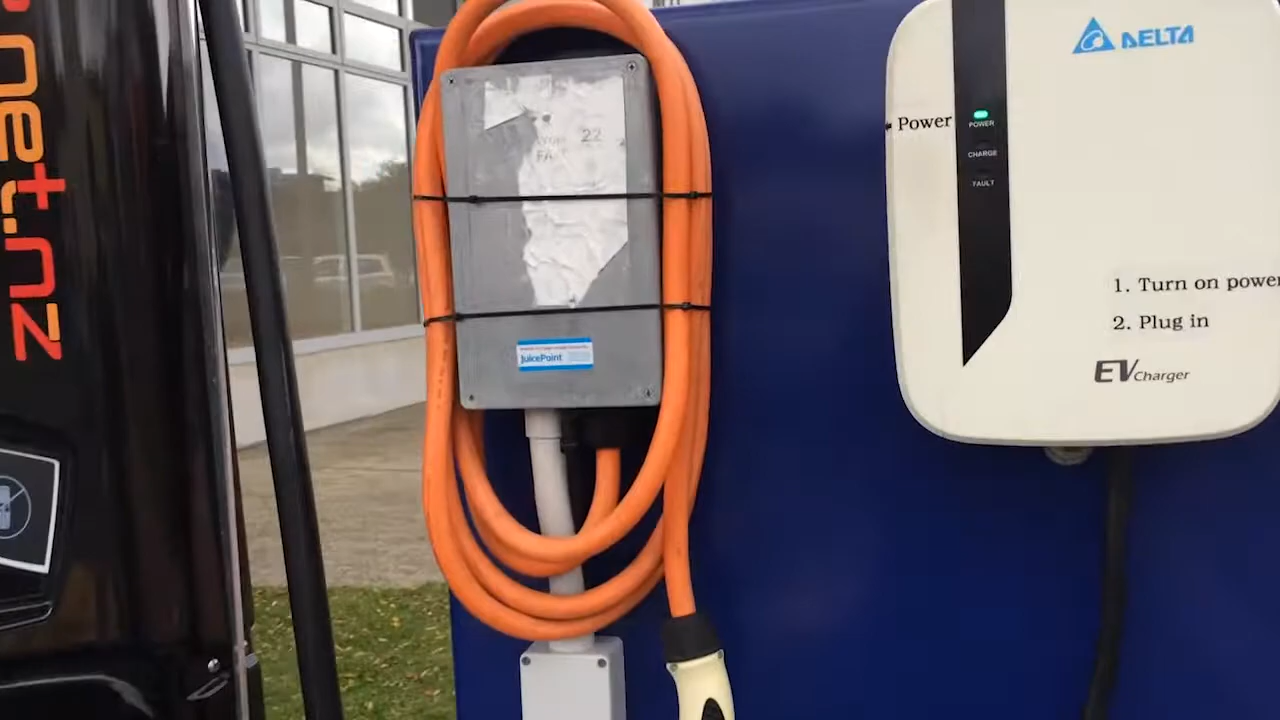 net.nz
22
JuicePoint
DELTA
Power
POWER
CHARGE
FAULT
1. Turn on power
2. Plug in
EV Charger